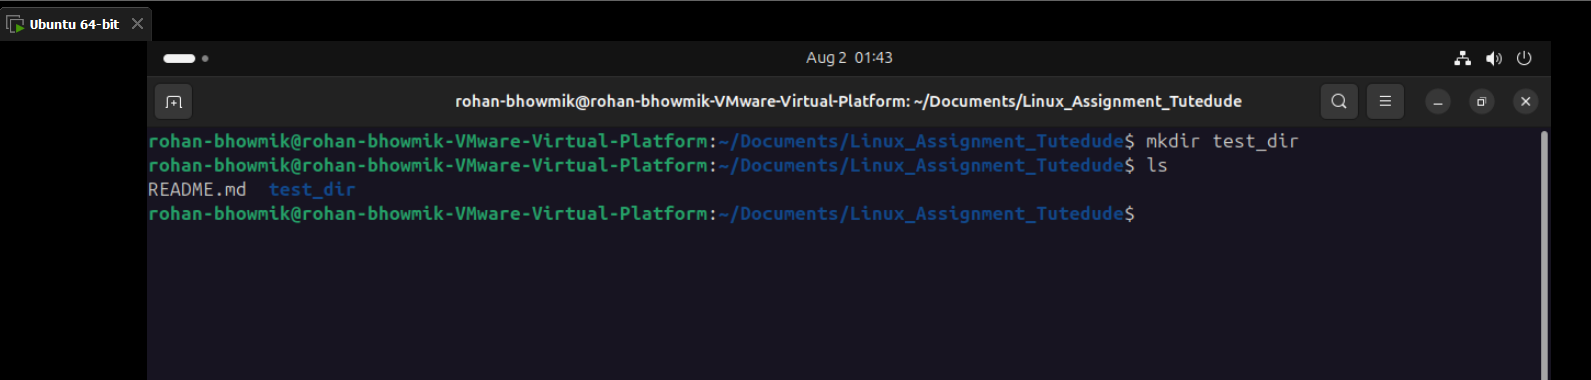 Ubuntu 64-bit
Aug 2 01:43
rohan-bhowmik@rohan-bhowmik-VMware-Virtual-Platform: ~/Documents/Linux_Assignment_Tutedude
rohan-bhowmik@rohan-bhowmik-VMware-Virtual-Platform:~/Documents/Linux_Assignment_Tutedude$ mkdir test_dir
rohan-bhowmik@rohan-bhowmik-VMware-Virtual-Platform:~/Documents/Linux_Assignment_Tutedude$ ls
README.md  test_dir
rohan-bhowmik@rohan-bhowmik-VMware-Virtual-Platform:~/Documents/Linux_Assignment_Tutedude$